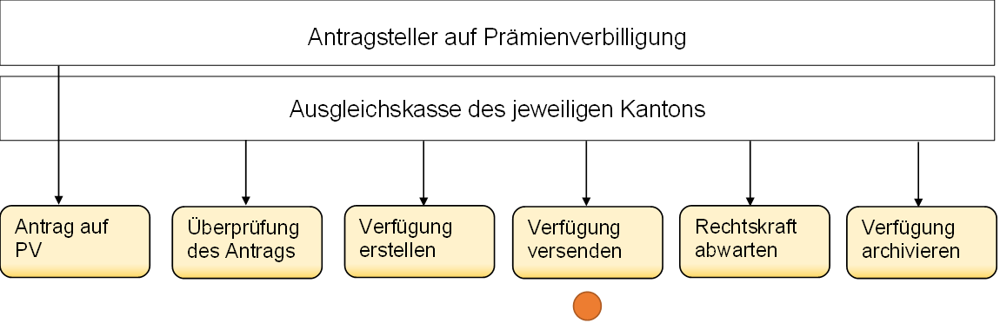 Antragsteller auf Prämienverbilligung
Ausgleichskasse des jeweiligen Kantons
Antrag auf
PV
Überprüfung
des Antrags
Verfügung
erstellen
Verfügung
versenden
Rechtskraft
abwarten
Verfügung
archivieren